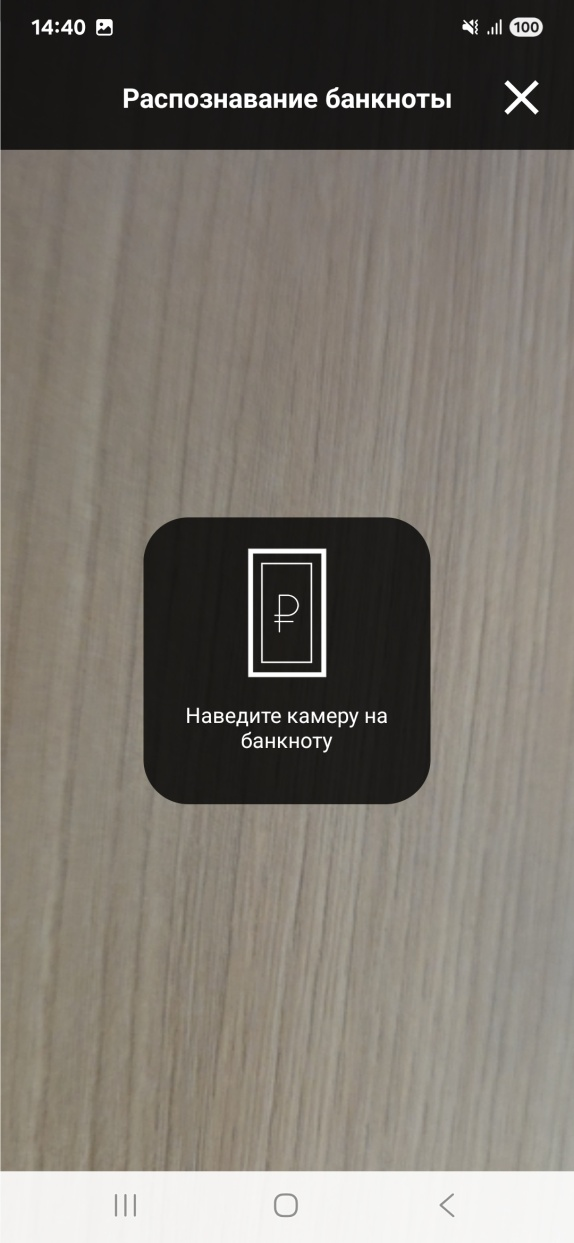 14:40 100
Распознавание банкноты
₽
Наведите камеру на
банкноту